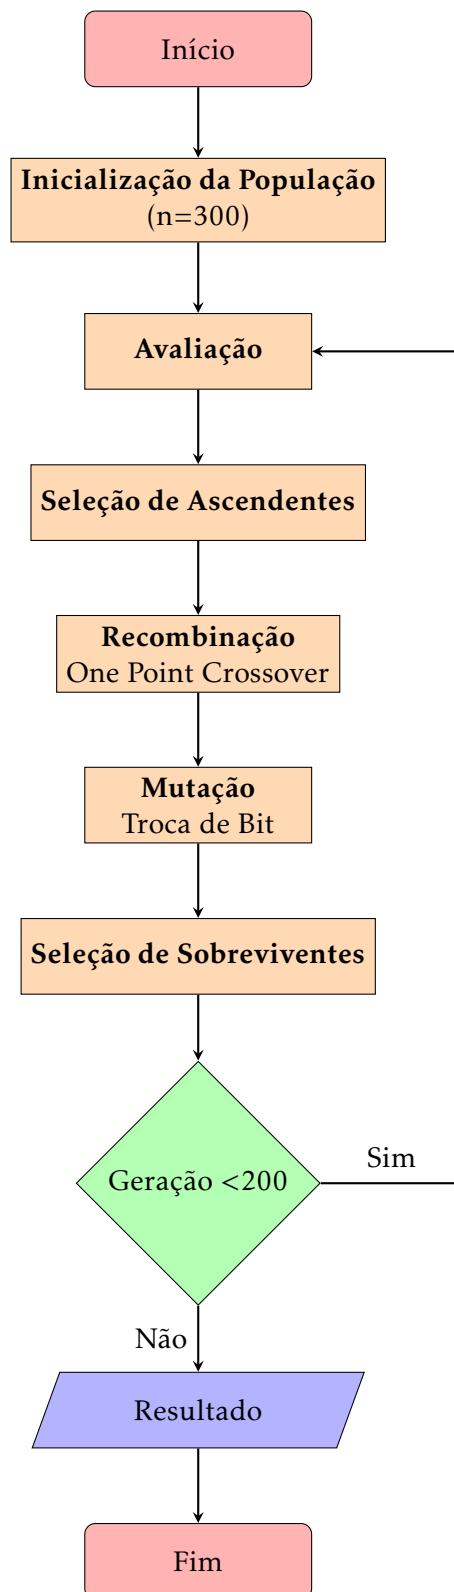 Início
Inicialização da População
(n=300)
Avaliação
Seleção de Ascendentes
Recombinação
One Point Crossover
Mutação
Troca de Bit
Seleção de Sobreviventes
Sim
Geração <200
Não
Resultado
Fim